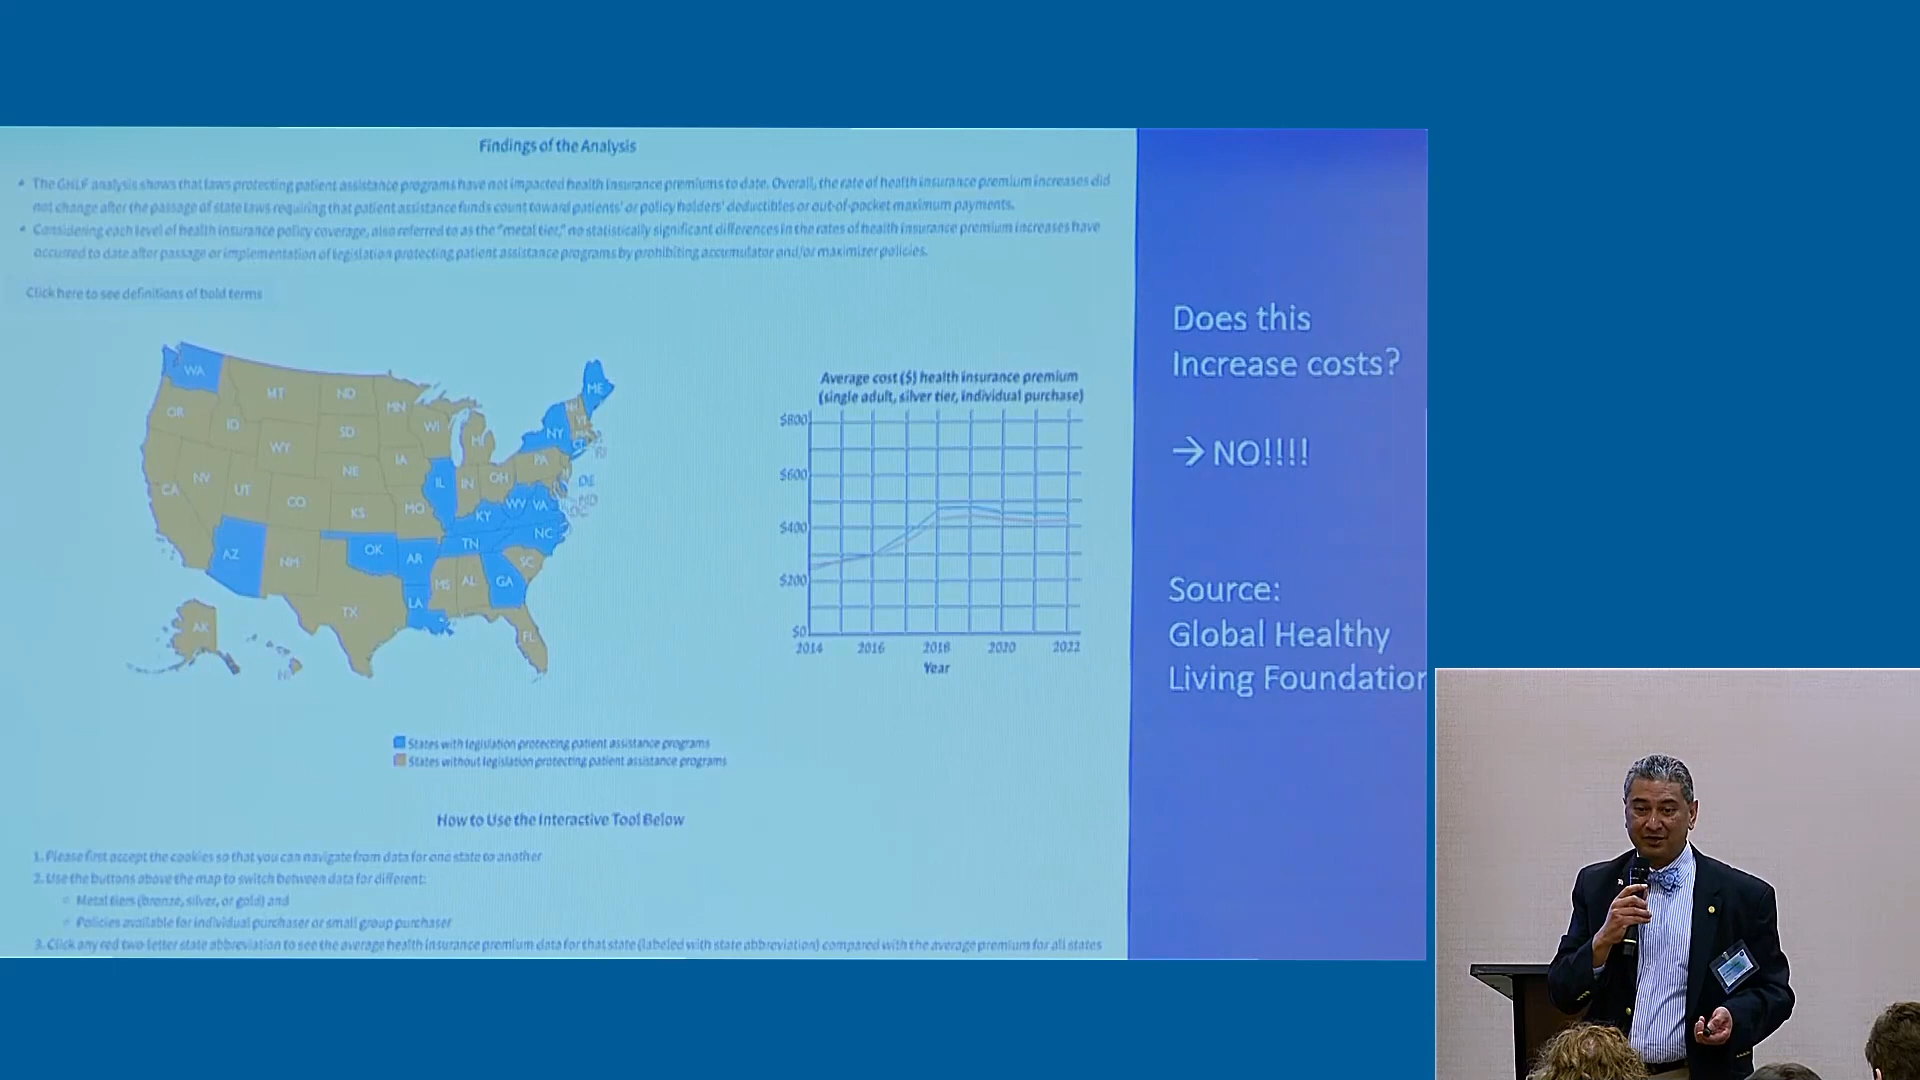 Findings of the Analysis
• The GHLF analysis shows that laws protecting patient assistance programs have not impacted health insurance premiums to date. Overall, the rate of health insurance premium increases did
not change after the passage of state laws requiring that patient assistance funds count toward patients' or policy holders' deductibles or out-of-pocket maximum payments.
• Considering each level of health insurance policy coverage, also referred to as the "metal tier," no statistically significant differences in the rates of health insurance premium increases have
occurred to date after passage or implementation of legislation protecting patient assistance programs by prohibiting accumulator and/or maximizer policies.
Click here to see definitions of bold terms
WA
MT
ND
MN
ME
OR
ID
SD
WI
MI
NH
VT
NY
MA
CT
RI
WY
IA
PA
NE
NV
UT
CO
IL
IN
OH
NJ
DE
MD
DC
CA
KS
MO
KY
WV
VA
AZ
NM
OK
AR
TN
NC
SC
MS
AL
GA
LA
TX
FL
AK
HI
Average cost ($) health insurance premium
(single adult, silver tier, individual purchase)
$800
$600
$400
$200
$0
2014 2016 2018 2020 2022
Year
States with legislation protecting patient assistance programs
States without legislation protecting patient assistance programs
How to Use the Interactive Tool Below
1. Please first accept the cookies so that you can navigate from data for one state to another
2. Use the buttons above the map to switch between data for different:
○ Metal tiers (bronze, silver, or gold) and
○ Policies available for individual purchaser or small group purchaser
3. Click any red two-letter state abbreviation to see the average health insurance premium data for that state (labeled with state abbreviation) compared with the average premium for all states
Does this
Increase costs?
→ NO!!!!
Source:
Global Healthy
Living Foundation